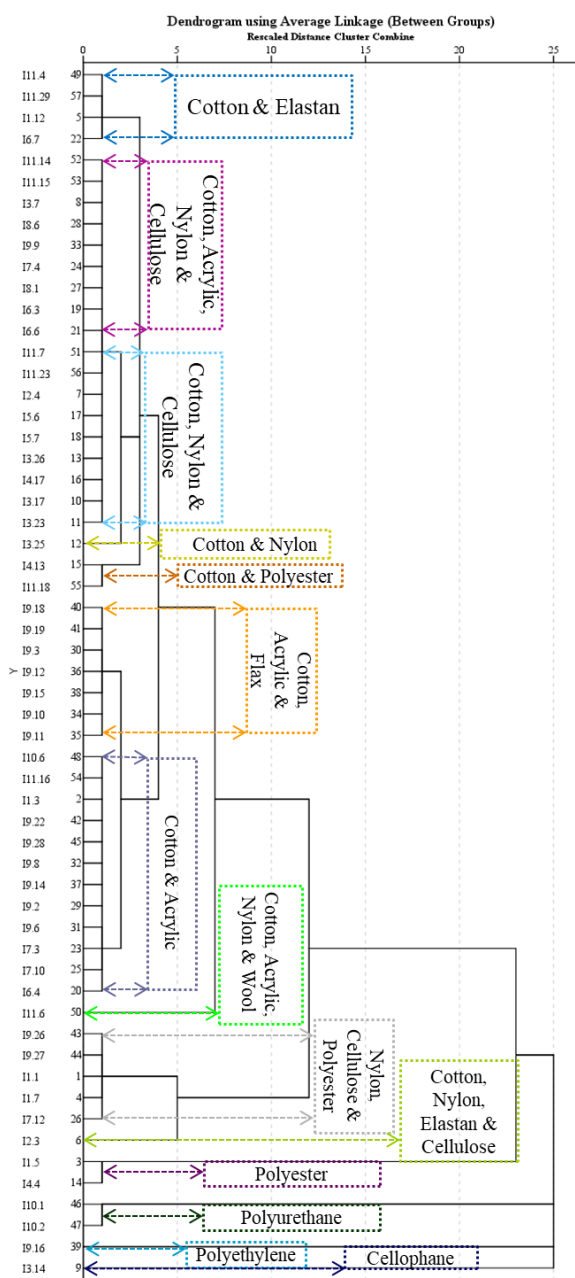 Dendrogram using Average Linkage (Between Groups)
Rescaled Distance Cluster Combine
0 5 10 15 20 25
I11.4 49
I11.29 57
I1.12 5
I6.7 22
Cotton & Elastan
I11.14 52
I11.15 53
I3.7 8
I8.6 28
I9.9 33
I7.4 24
I8.1 27
I6.3 19
I6.6 21
Cotton, Acrylic,
Nylon &
Cellulose
I11.7 51
I11.23 56
I2.4 7
I5.6 17
I5.7 18
I3.26 13
I4.17 16
I3.17 10
I3.23 11
Cotton, Nylon &
Cellulose
I3.25 12
Cotton & Nylon
I4.13 15
I11.18 55
Cotton & Polyester
I9.18 40
I9.19 41
I9.3 30
I9.12 36
I9.15 38
I9.10 34
I9.11 35
Y
Cotton,
Acrylic &
Flax
I10.6 48
I11.16 54
I1.3 2
I9.22 42
I9.28 45
I9.8 32
I9.14 37
I9.2 29
I9.6 31
I7.3 23
I7.10 25
I6.4 20
Cotton & Acrylic
I11.6 50
Cotton, Acrylic,
Nylon & Wool
I9.26 43
I9.27 44
I1.1 1
I1.7 4
I7.12 26
Nylon,
Cellulose &
Polyester
I2.3 6
Cotton,
Nylon,
Elastan &
Cellulose
I1.5 3
I4.4 14
Polyester
I10.1 46
I10.2 47
Polyurethane
I9.16 39
Polyethylene
I3.14 9
Cellophane